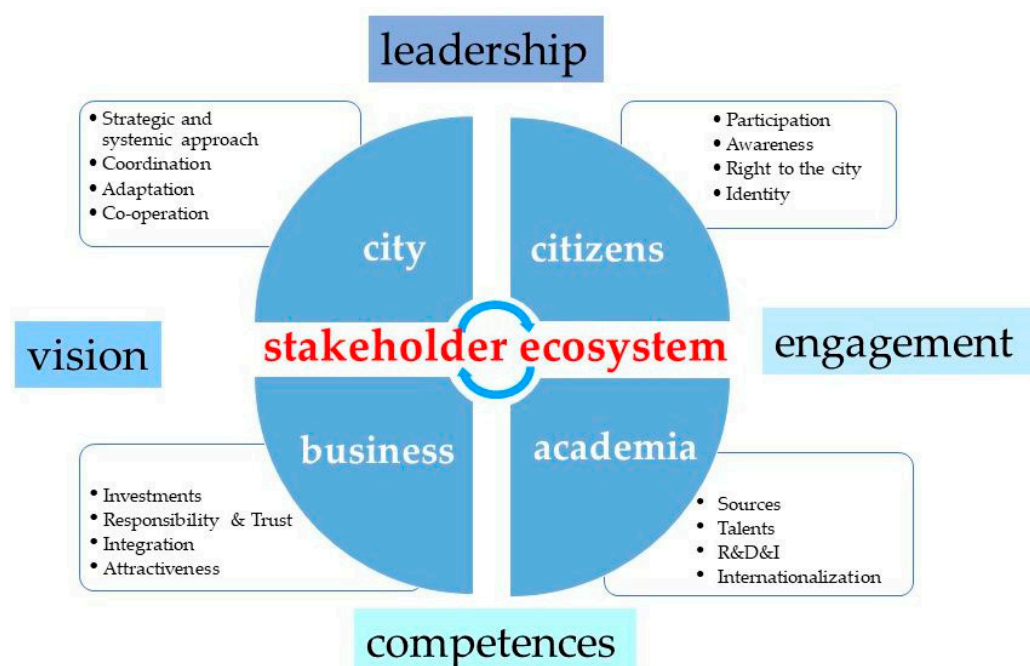 leadership
• Strategic and
systemic approach
• Coordination
• Adaptation
• Co-operation
• Participation
• Awareness
• Right to the city
• Identity
city
citizens
vision
stakeholder ecosystem
engagement
business
academia
• Investments
• Responsibility & Trust
• Integration
• Attractiveness
• Sources
• Talents
• R&D&I
• Internationalization
competences